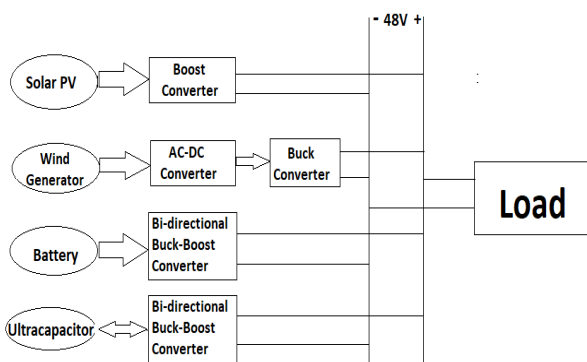 - 48V +
Solar PV
Boost
Converter
:
Wind
Generator
AC-DC
Converter
Buck
Converter
Load
Battery
Bi-directional
Buck-Boost
Converter
Ultracapacitor
Bi-directional
Buck-Boost
Converter